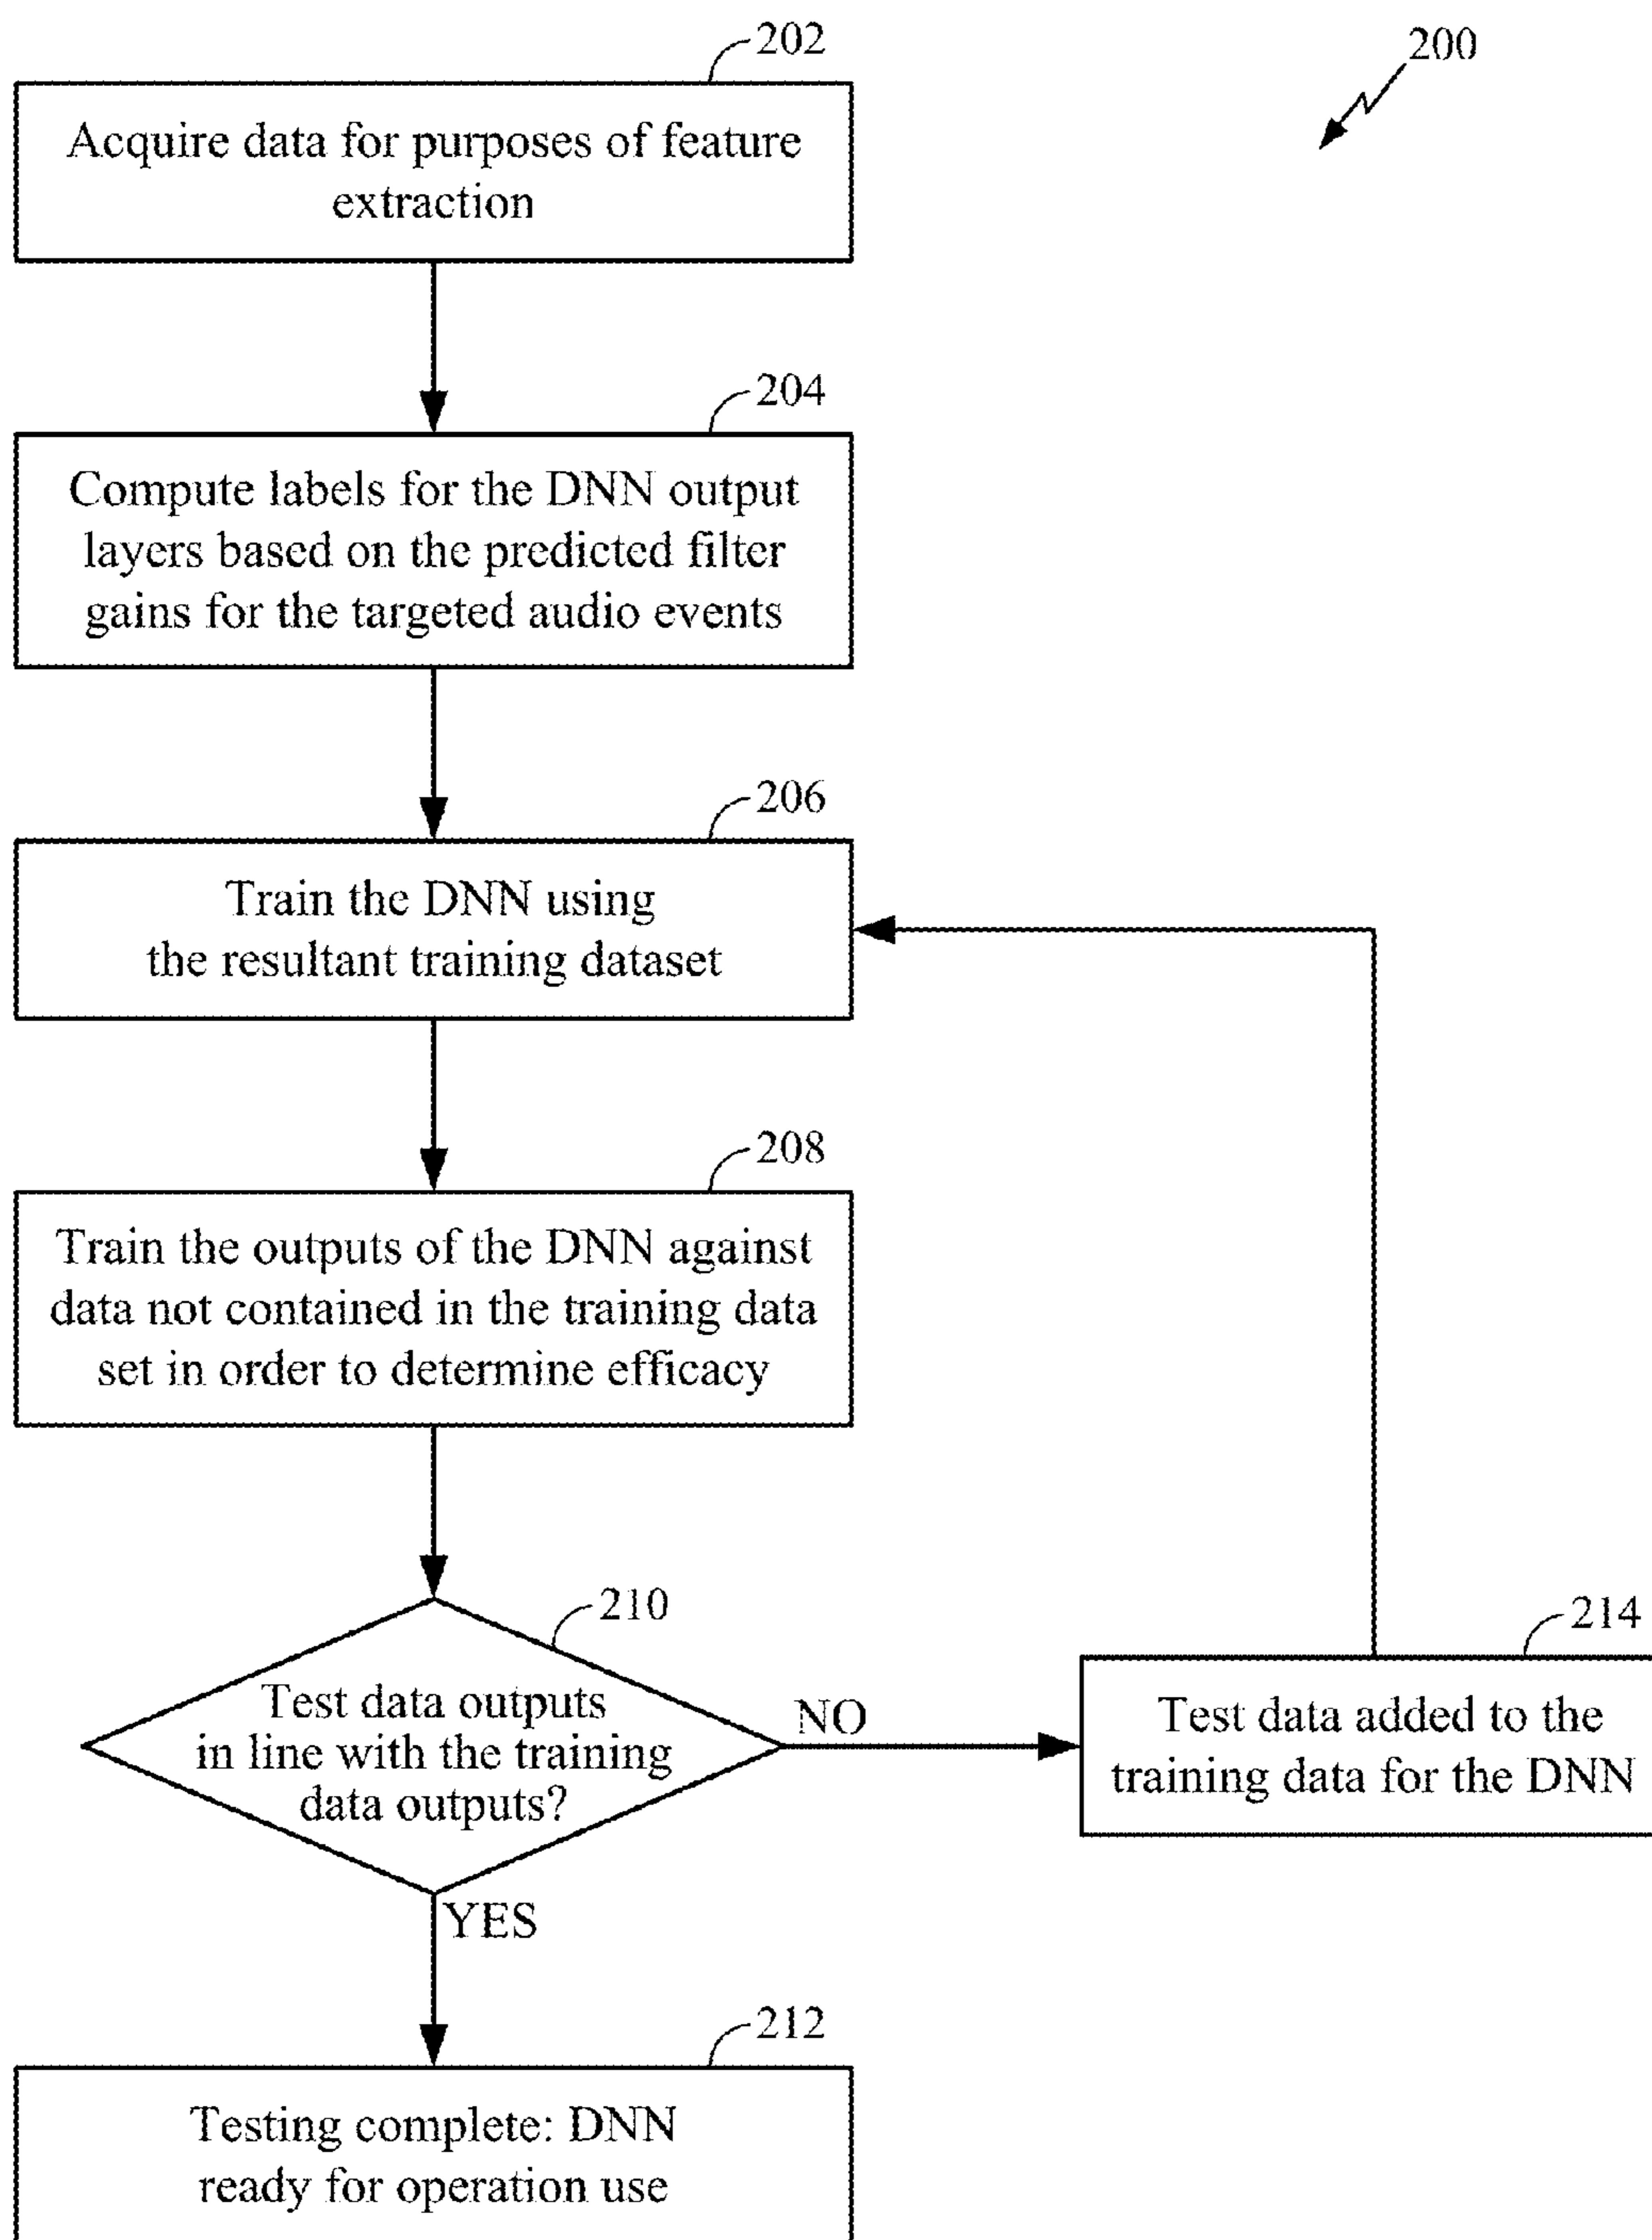 202
200
Acquire data for purposes of feature
extraction
204
Compute labels for the DNN output
layers based on the predicted filter
gains for the targeted audio events
206
Train the DNN using
the resultant training dataset
208
Train the outputs of the DNN against
data not contained in the training data
set in order to determine efficacy
210
Test data outputs
in line with the training
data outputs?
NO
214
Test data added to the
training data for the DNN
YES
212
Testing complete: DNN
ready for operation use